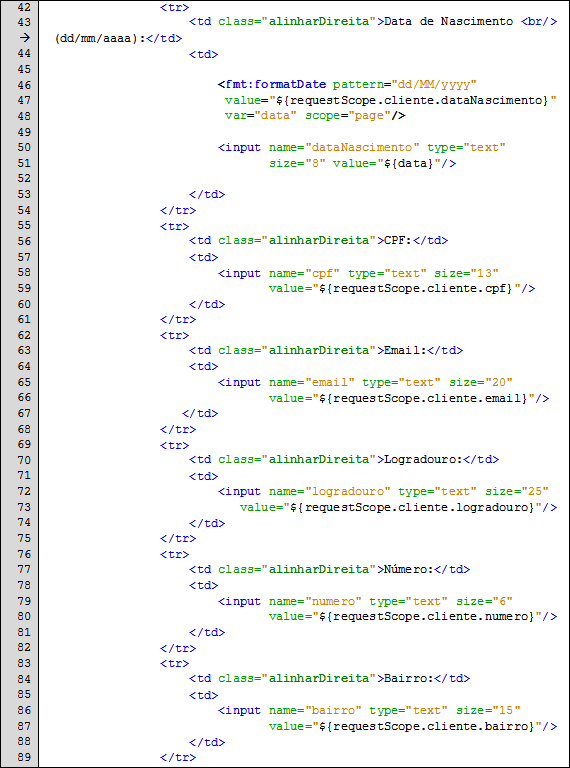 42 <tr>
43 <td class="alinharDireita">Data de Nascimento <br/>
→ (dd/mm/aaaa):</td>
44 <td>
45
46 <fmt:formatDate pattern="dd/MM/yyyy"
47 value="${requestScope.cliente.dataNascimento}"
48 var="data" scope="page"/>
49
50 <input name="dataNascimento" type="text"
51 size="8" value="${data}"/>
52
53 </td>
54 </tr>
55 <tr>
56 <td class="alinharDireita">CPF:</td>
57 <td>
58 <input name="cpf" type="text" size="13"
59 value="${requestScope.cliente.cpf}"/>
60 </td>
61 </tr>
62 <tr>
63 <td class="alinharDireita">Email:</td>
64 <td>
65 <input name="email" type="text" size="20"
66 value="${requestScope.cliente.email}"/>
67 </td>
68 </tr>
69 <tr>
70 <td class="alinharDireita">Logradouro:</td>
71 <td>
72 <input name="logradouro" type="text" size="25"
73 value="${requestScope.cliente.logradouro}"/>
74 </td>
75 </tr>
76 <tr>
77 <td class="alinharDireita">Número:</td>
78 <td>
79 <input name="numero" type="text" size="6"
80 value="${requestScope.cliente.numero}"/>
81 </td>
82 </tr>
83 <tr>
84 <td class="alinharDireita">Bairro:</td>
85 <td>
86 <input name="bairro" type="text" size="15"
87 value="${requestScope.cliente.bairro}"/>
88 </td>
89 </tr>